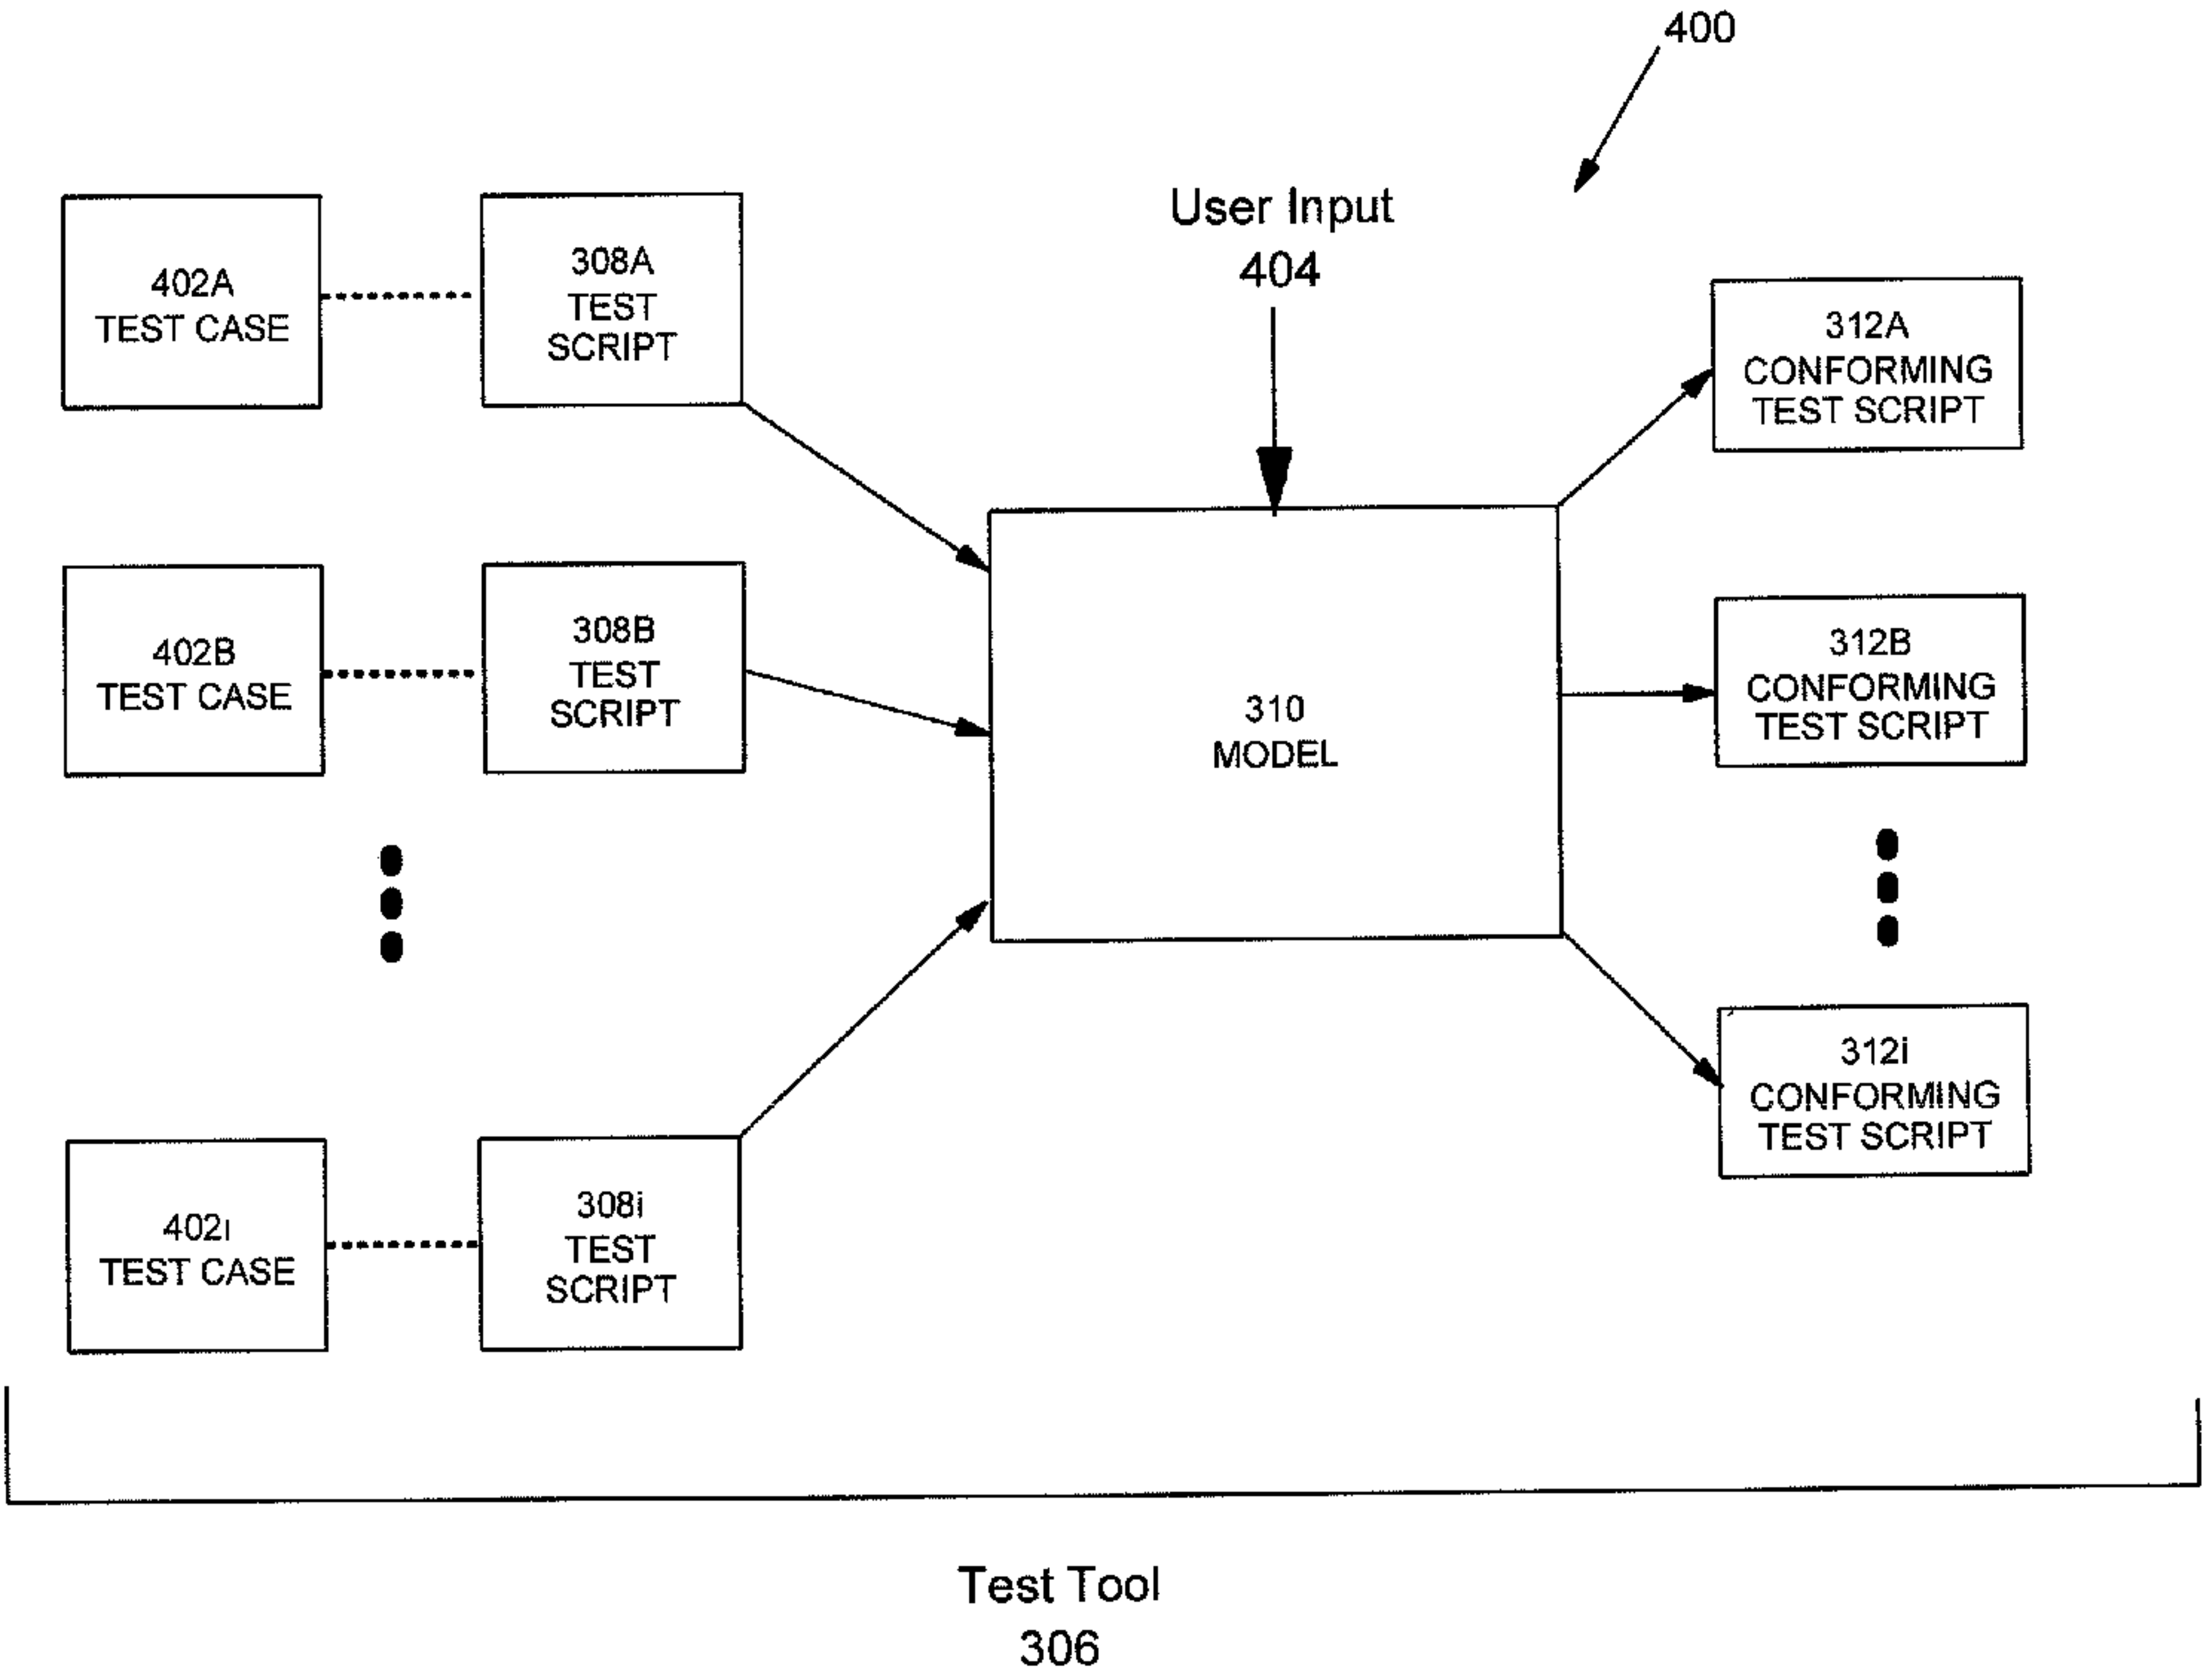 400
User Input
404
402A
TEST CASE
308A
TEST
SCRIPT
312A
CONFORMING
TEST SCRIPT
402B
TEST CASE
308B
TEST
SCRIPT
310
MODEL
312B
CONFORMING
TEST SCRIPT
402i
TEST CASE
308i
TEST
SCRIPT
312i
CONFORMING
TEST SCRIPT
Test Tool
306